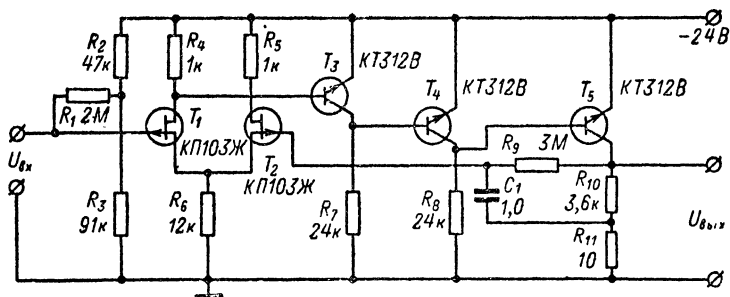 R2
47к
R4
1к
R5
1к
T3
КТ312В
T4
КТ312В
T5
КТ312В
−24В
R1 2М
T1
КП103Ж
T2
КП103Ж
Uвх
R9
3М
C1
1,0
R10
3,6к
R3
91к
R6
12к
R7
24к
R8
24к
R11
10
Uвых